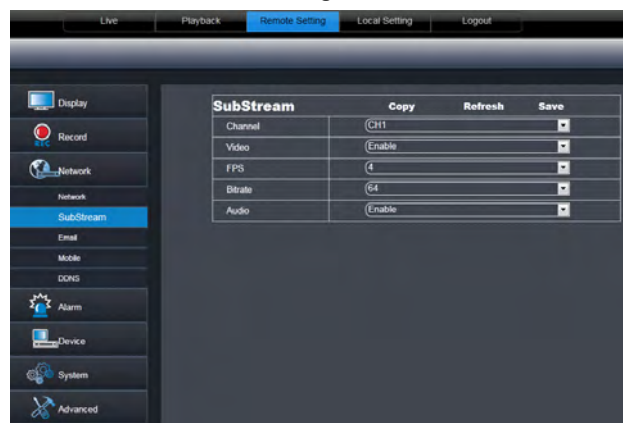 Live Playback Remote Setting Local Setting Logout
Display
Record
REC
Network
Network
SubStream
Email
Mobile
DDNS
Alarm
Device
System
Advanced
SubStream Copy Refresh Save
Channel CH1
Video Enable
FPS 4
Bitrate 64
Audio Enable